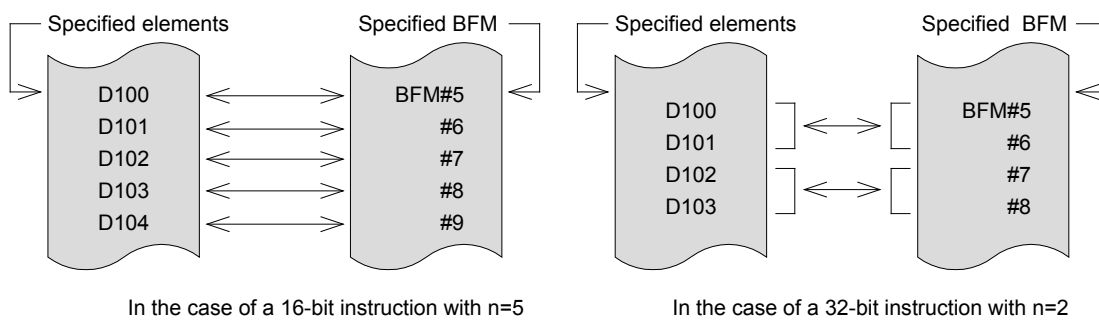 Specified elements
Specified BFM
D100
BFM#5
D101
#6
D102
#7
D103
#8
D104
#9
In the case of a 16-bit instruction with n=5
Specified elements
Specified BFM
D100
BFM#5
D101
#6
D102
#7
D103
#8
In the case of a 32-bit instruction with n=2